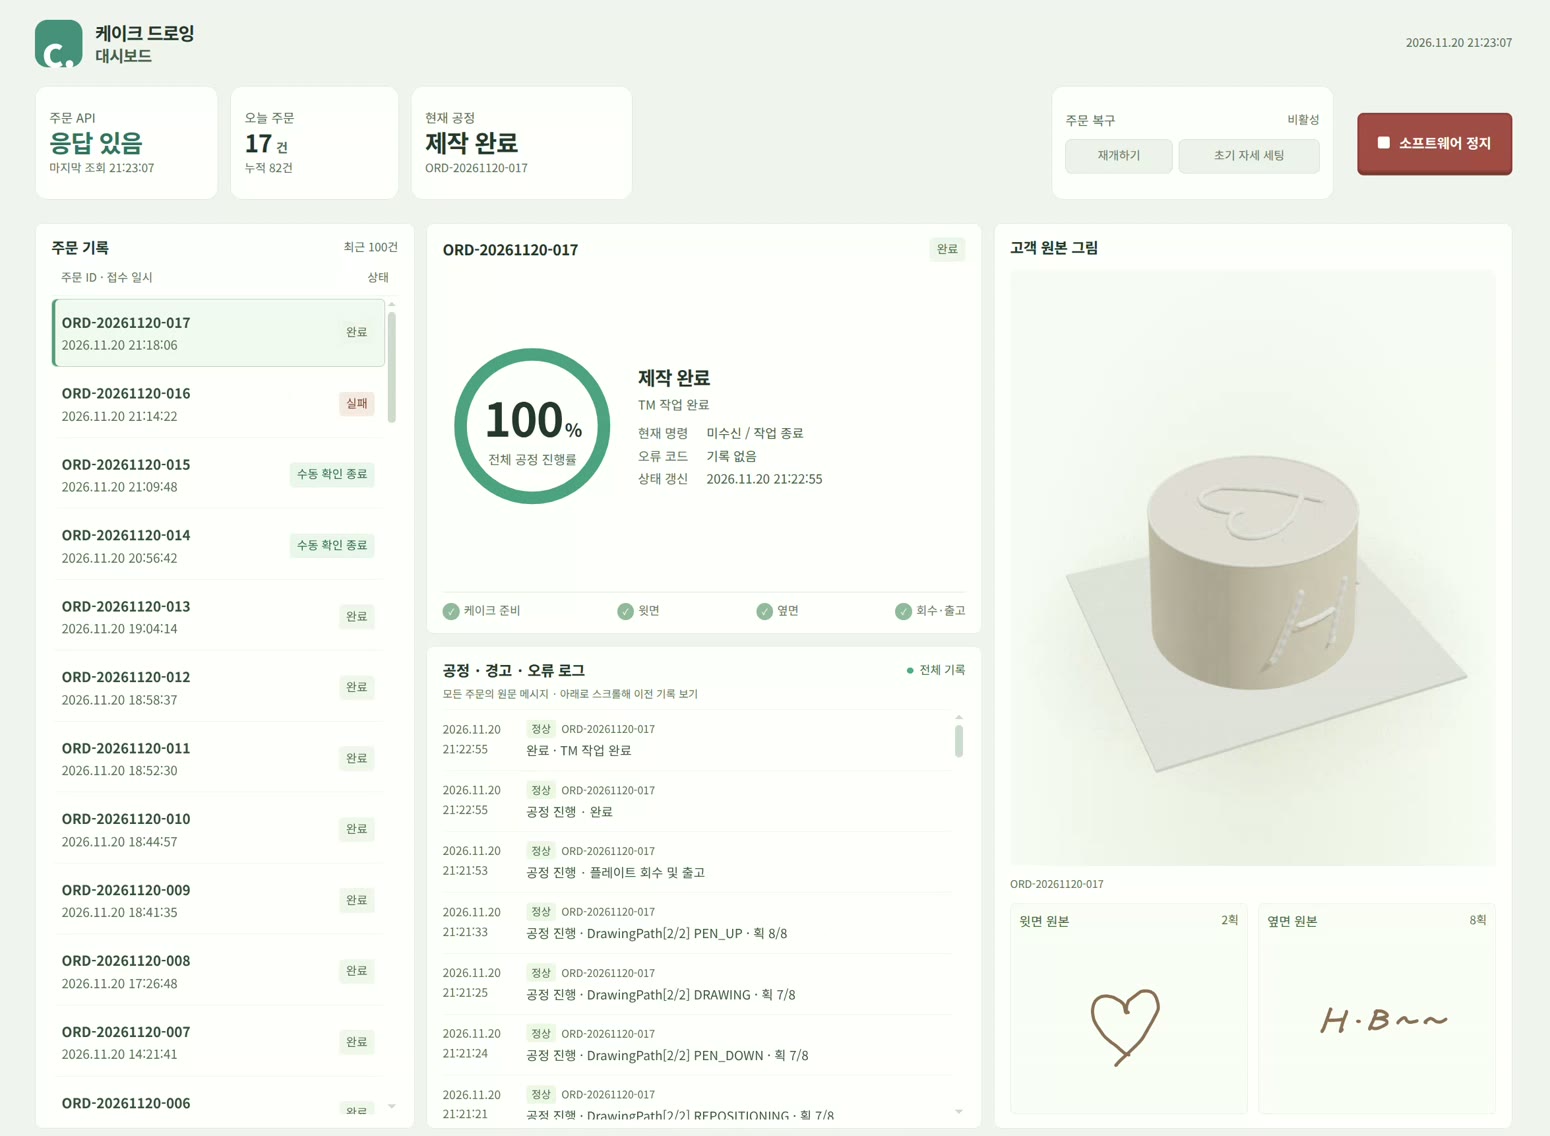 C.
케이크 드로잉
대시보드
2026.11.20 21:23:07
주문 API
응답 있음
마지막 조회 21:23:07
오늘 주문
17 건
누적 82건
현재 공정
제작 완료
ORD-20261120-017
주문 복구
비활성
재개하기
초기 자세 세팅
소프트웨어 정지
주문 기록
최근 100건
주문 ID · 접수 일시
상태
ORD-20261120-017
완료
2026.11.20 21:18:06
ORD-20261120-016
실패
2026.11.20 21:14:22
ORD-20261120-015
수동 확인 종료
2026.11.20 21:09:48
ORD-20261120-014
수동 확인 종료
2026.11.20 20:56:42
ORD-20261120-013
완료
2026.11.20 19:04:14
ORD-20261120-012
완료
2026.11.20 18:58:37
ORD-20261120-011
완료
2026.11.20 18:52:30
ORD-20261120-010
완료
2026.11.20 18:44:57
ORD-20261120-009
완료
2026.11.20 18:41:35
ORD-20261120-008
완료
2026.11.20 17:26:48
ORD-20261120-007
완료
2026.11.20 14:21:41
ORD-20261120-006
완료
ORD-20261120-017
완료
100%
전체 공정 진행률
제작 완료
TM 작업 완료
현재 명령 미수신 / 작업 종료
오류 코드 기록 없음
상태 갱신 2026.11.20 21:22:55
케이크 준비
윗면
옆면
회수·출고
공정 · 경고 · 오류 로그
전체 기록
모든 주문의 원문 메시지 · 아래로 스크롤해 이전 기록 보기
2026.11.20
21:22:55
정상 ORD-20261120-017
완료 · TM 작업 완료
2026.11.20
21:22:55
정상 ORD-20261120-017
공정 진행 · 완료
2026.11.20
21:21:53
정상 ORD-20261120-017
공정 진행 · 플레이트 회수 및 출고
2026.11.20
21:21:33
정상 ORD-20261120-017
공정 진행 · DrawingPath[2/2] PEN_UP · 획 8/8
2026.11.20
21:21:25
정상 ORD-20261120-017
공정 진행 · DrawingPath[2/2] DRAWING · 획 7/8
2026.11.20
21:21:24
정상 ORD-20261120-017
공정 진행 · DrawingPath[2/2] PEN_DOWN · 획 7/8
2026.11.20
21:21:21
정상 ORD-20261120-017
공정 진행 · DrawingPath[2/2] REPOSITIONING · 획 7/8
고객 원본 그림
H
ORD-20261120-017
윗면 원본
2획
옆면 원본
8획
H·B~~